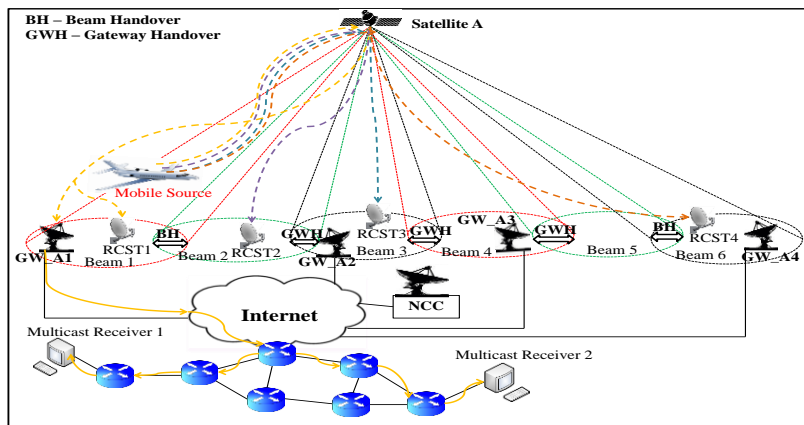 BH – Beam Handover
GWH – Gateway Handover
Satellite A
Mobile Source
RCST1
BH
RCST2
GWH
RCST3
GWH
GW_A3
GWH
BH
RCST4
GW_A1
Beam 1
Beam 2
GW_A2
Beam 3
Beam 4
Beam 5
Beam 6
GW_A4
NCC
Internet
Multicast Receiver 1
Multicast Receiver 2